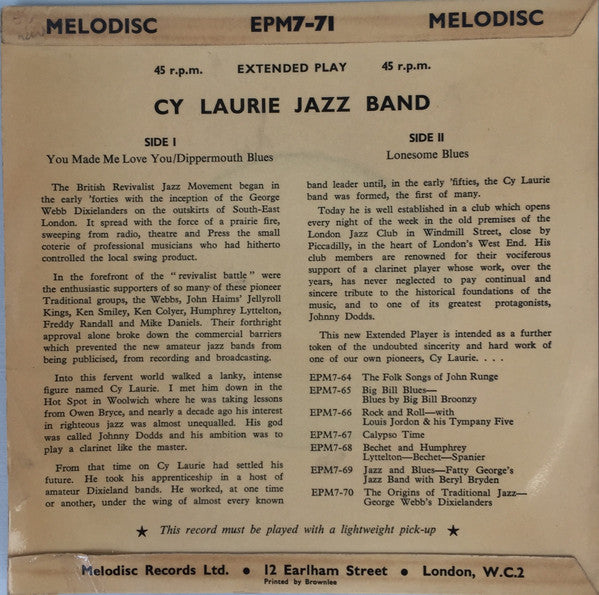 MELODISC EPM7-71 MELODISC
45 r.p.m. EXTENDED PLAY 45 r.p.m.
CY LAURIE JAZZ BAND
SIDE I
You Made Me Love You/Dippermouth Blues
The British Revivalist Jazz Movement began in
the early 'forties with the inception of the George
Webb Dixielanders on the outskirts of South-East
London. It spread with the force of a prairie fire,
sweeping from radio, theatre and Press the small
coterie of professional musicians who had hitherto
controlled the local swing product.
In the forefront of the "revivalist battle" were
the enthusiastic supporters of so many of these pioneer
Traditional groups, the Webbs, John Haims' Jellyroll
Kings, Ken Smiley, Ken Colyer, Humphrey Lyttelton,
Freddy Randall and Mike Daniels. Their forthright
approval alone broke down the commercial barriers
which prevented the new amateur jazz bands from
being publicised, from recording and broadcasting.
Into this fervent world walked a lanky, intense
figure named Cy Laurie. I met him down in the
Hot Spot in Woolwich where he was taking lessons
from Owen Bryce, and nearly a decade ago his interest
in righteous jazz was almost unequalled. His god
was called Johnny Dodds and his ambition was to
play a clarinet like the master.
From that time on Cy Laurie had settled his
future. He took his apprenticeship in a host of
amateur Dixieland bands. He worked, at one time
or another, under the wing of almost every known
SIDE II
Lonesome Blues
band leader until, in the early 'fifties, the Cy Laurie
band was formed, the first of many.
Today he is well established in a club which opens
every night of the week in the old premises of the
London Jazz Club in Windmill Street, close by
Piccadilly, in the heart of London's West End. His
club members are renowned for their vociferous
support of a clarinet player whose work, over the
years, has never neglected to pay continual and
sincere tribute to the historical foundations of the
music, and to one of its greatest protagonists,
Johnny Dodds.
This new Extended Player is intended as a further
token of the undoubted sincerity and hard work of
one of our own pioneers, Cy Laurie. . . .
EPM7-64 The Folk Songs of John Runge
EPM7-65 Big Bill Blues—
Blues by Big Bill Broonzy
EPM7-66 Rock and Roll—with
Louis Jordon & his Tympany Five
EPM7-67 Calypso Time
EPM7-68 Bechet and Humphrey
Lyttelton—Bechet—Spanier
EPM7-69 Jazz and Blues—Fatty George's
Jazz Band with Beryl Bryden
EPM7-70 The Origins of Traditional Jazz—
George Webb's Dixielanders
★ This record must be played with a lightweight pick-up ★
Melodisc Records Ltd. • 12 Earlham Street • London, W.C.2
Printed by Brownlee